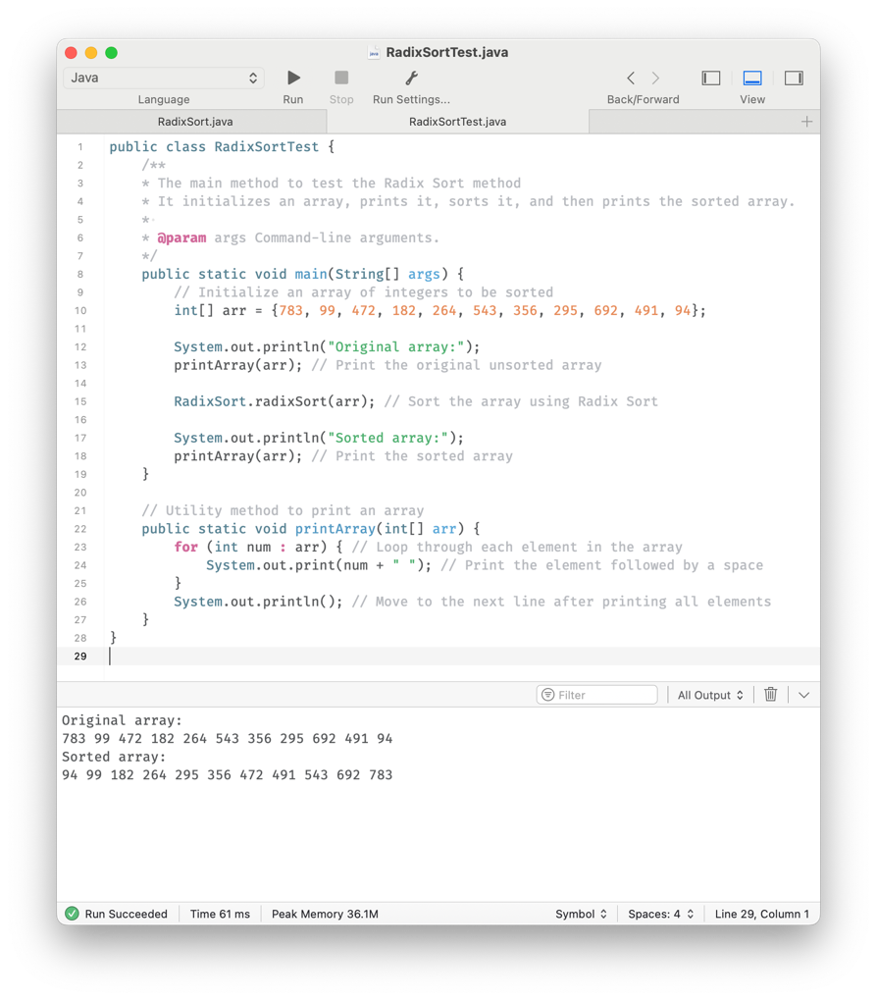 RadixSortTest.java
Java
Language
Run
Stop
Run Settings...
Back/Forward
View
RadixSort.java
RadixSortTest.java
1 public class RadixSortTest {
2     /**
3     * The main method to test the Radix Sort method
4     * It initializes an array, prints it, sorts it, and then prints the sorted array.
5     *·
6     * @param args Command-line arguments.
7     */
8     public static void main(String[] args) {
9         // Initialize an array of integers to be sorted
10         int[] arr = {783, 99, 472, 182, 264, 543, 356, 295, 692, 491, 94};
11
12         System.out.println("Original array:");
13         printArray(arr); // Print the original unsorted array
14
15         RadixSort.radixSort(arr); // Sort the array using Radix Sort
16
17         System.out.println("Sorted array:");
18         printArray(arr); // Print the sorted array
19     }
20
21     // Utility method to print an array
22     public static void printArray(int[] arr) {
23         for (int num : arr) { // Loop through each element in the array
24             System.out.print(num + " "); // Print the element followed by a space
25         }
26         System.out.println(); // Move to the next line after printing all elements
27     }
28 }
29
Filter
All Output
Original array:
783 99 472 182 264 543 356 295 692 491 94
Sorted array:
94 99 182 264 295 356 472 491 543 692 783
Run Succeeded
Time 61 ms
Peak Memory 36.1M
Symbol
Spaces: 4
Line 29, Column 1